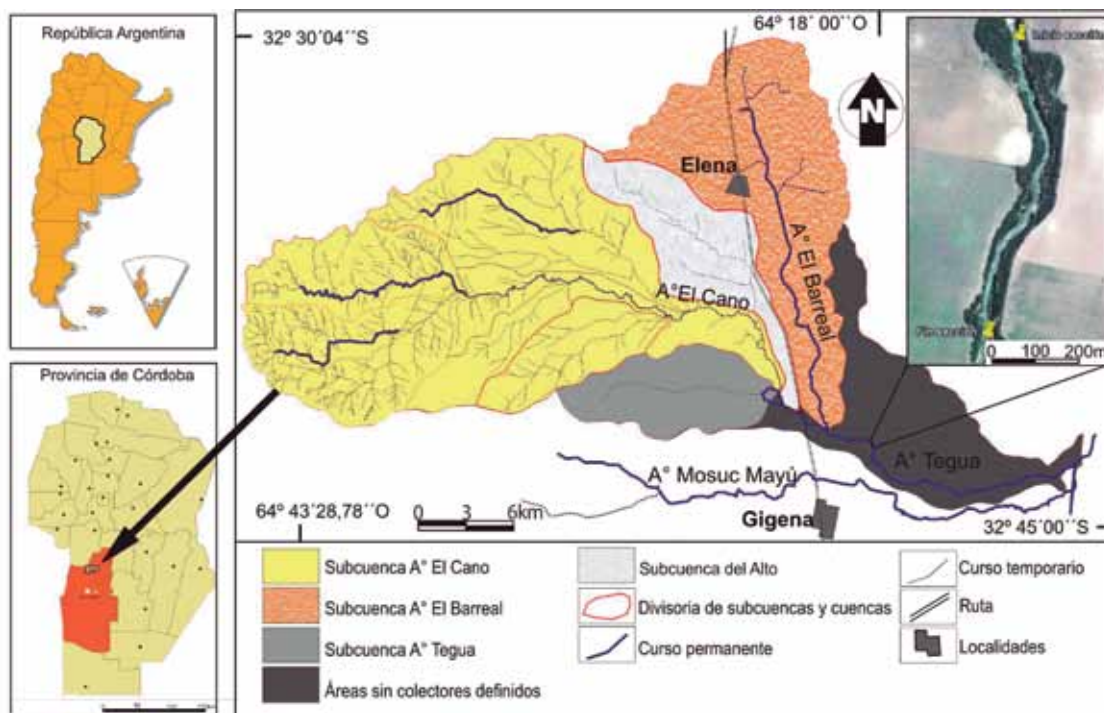 República Argentina
Provincia de Córdoba
64º 18´ 00´´O
32º 30´04´´S
N
Elena
A° El Barreal
A°El Cano
0 100 200m
A° Tegua
A° Mosuc Mayú
64º 43´28,78´´O
0 3 6km
Gigena
32º 45´00´´S
Subcuenca A° El Cano
Subcuenca A° El Barreal
Subcuenca A° Tegua
Áreas sin colectores definidos
Subcuenca del Alto
Divisoria de subcuencas y cuencas
Curso permanente
Curso temporario
Ruta
Localidades